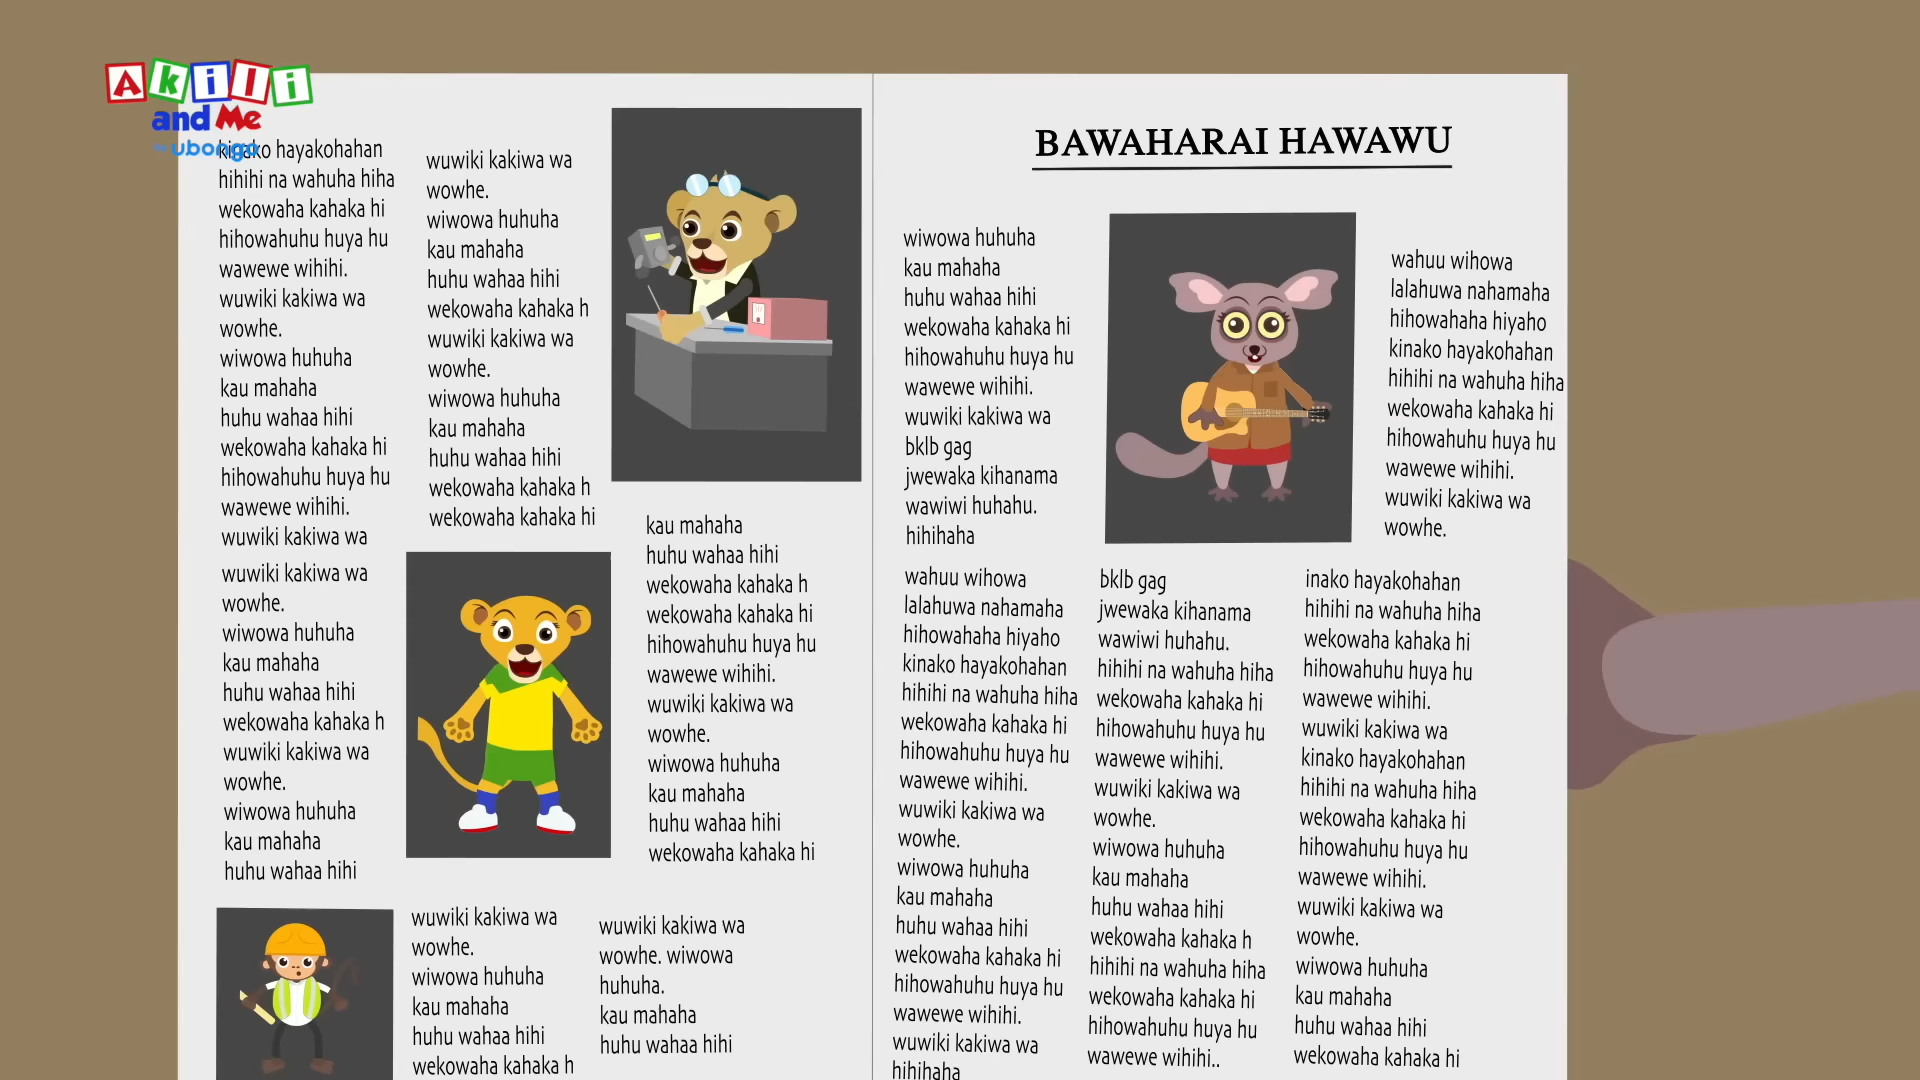 Akili
and Me
by ubongo
kinako hayakohahan
hihihi na wahuha hiha
wekowaha kahaka hi
hihowahuhu huya hu
wawewe wihihi.
wuwiki kakiwa wa
wowhe.
wiwowa huhuha
kau mahaha
huhu wahaa hihi
wekowaha kahaka hi
hihowahuhu huya hu
wawewe wihihi.
wuwiki kakiwa wa
wuwiki kakiwa wa
wowhe.
wiwowa huhuha
kau mahaha
huhu wahaa hihi
wekowaha kahaka h
wuwiki kakiwa wa
wowhe.
wiwowa huhuha
kau mahaha
huhu wahaa hihi
wuwiki kakiwa wa
wowhe.
wiwowa huhuha
kau mahaha
huhu wahaa hihi
wekowaha kahaka h
wuwiki kakiwa wa
wowhe.
wiwowa huhuha
kau mahaha
huhu wahaa hihi
wekowaha kahaka h
wekowaha kahaka hi
kau mahaha
huhu wahaa hihi
wekowaha kahaka h
wekowaha kahaka hi
hihowahuhu huya hu
wawewe wihihi.
wuwiki kakiwa wa
wowhe.
wiwowa huhuha
kau mahaha
huhu wahaa hihi
wekowaha kahaka hi
wuwiki kakiwa wa
wowhe.
wiwowa huhuha
kau mahaha
huhu wahaa hihi
wekowaha kahaka h
wuwiki kakiwa wa
wowhe. wiwowa
huhuha.
kau mahaha
huhu wahaa hihi
BAWAHARAI HAWAWU
wiwowa huhuha
kau mahaha
huhu wahaa hihi
wekowaha kahaka hi
hihowahuhu huya hu
wawewe wihihi.
wuwiki kakiwa wa
bklb gag
jwewaka kihanama
wawiwi huhahu.
hihihaha
wahuu wihowa
lalahuwa nahamaha
hihowahaha hiyaho
kinako hayakohahan
hihihi na wahuha hiha
wekowaha kahaka hi
hihowahuhu huya hu
wawewe wihihi.
wuwiki kakiwa wa
wowhe.
wahuu wihowa
lalahuwa nahamaha
hihowahaha hiyaho
kinako hayakohahan
hihihi na wahuha hiha
wekowaha kahaka hi
hihowahuhu huya hu
wawewe wihihi.
wuwiki kakiwa wa
wowhe.
wiwowa huhuha
kau mahaha
huhu wahaa hihi
wekowaha kahaka hi
hihowahuhu huya hu
wawewe wihihi.
wuwiki kakiwa wa
hihihaha
bklb gag
jwewaka kihanama
wawiwi huhahu.
hihihi na wahuha hiha
wekowaha kahaka hi
hihowahuhu huya hu
wawewe wihihi.
wuwiki kakiwa wa
wowhe.
wiwowa huhuha
kau mahaha
huhu wahaa hihi
wekowaha kahaka h
hihihi na wahuha hiha
wekowaha kahaka hi
hihowahuhu huya hu
wawewe wihihi..
inako hayakohahan
hihihi na wahuha hiha
wekowaha kahaka hi
hihowahuhu huya hu
wawewe wihihi.
wuwiki kakiwa wa
kinako hayakohahan
hihihi na wahuha hiha
wekowaha kahaka hi
hihowahuhu huya hu
wawewe wihihi.
wuwiki kakiwa wa
wowhe.
wiwowa huhuha
kau mahaha
huhu wahaa hihi
wekowaha kahaka hi